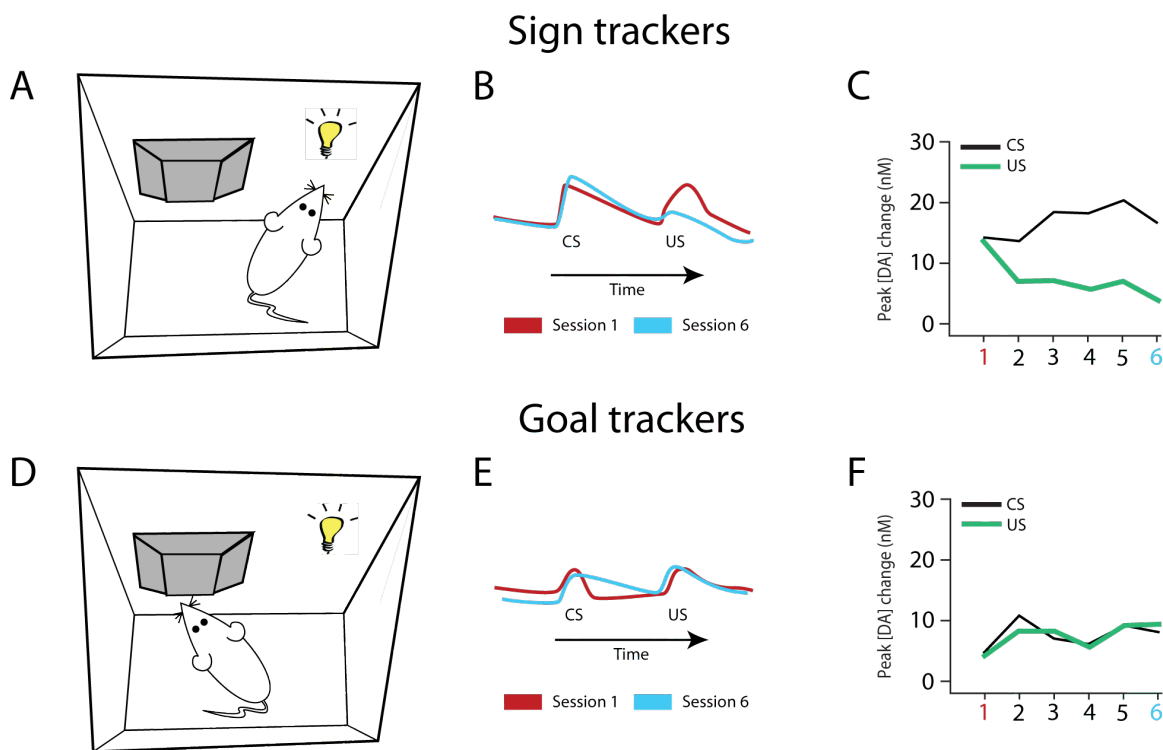 Sign trackers
A
B
CS
US
Time
Session 1
Session 6
C
Peak [DA] change (nM)
30
20
10
0
CS
US
1 2 3 4 5 6
Goal trackers
D
E
CS
US
Time
Session 1
Session 6
F
Peak [DA] change (nM)
30
20
10
0
CS
US
1 2 3 4 5 6